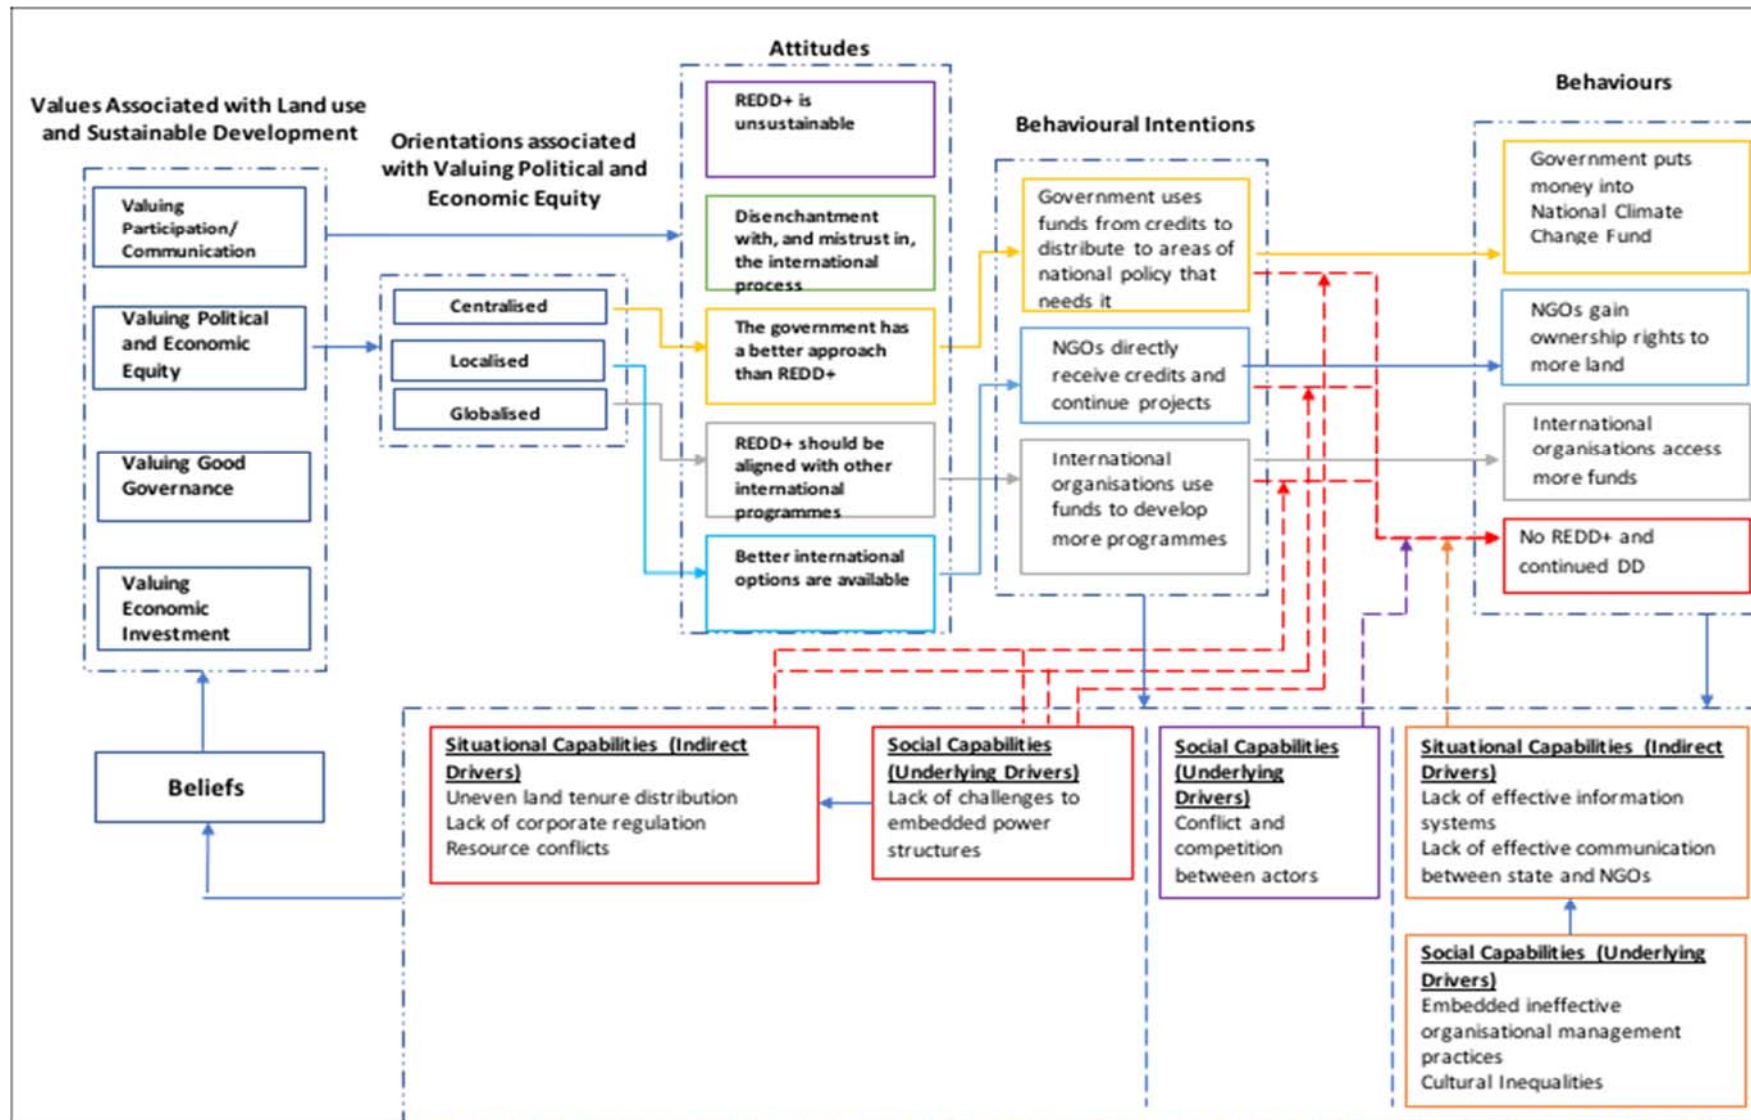 Values Associated with Land use
and Sustainable Development
Valuing
Participation/
Communication
Valuing Political
and Economic
Equity
Valuing Good
Governance
Valuing
Economic
Investment
Beliefs
Orientations associated
with Valuing Political and
Economic Equity
Centralised
Localised
Globalised
Attitudes
REDD+ is
unsustainable
Disenchantment
with, and mistrust in,
the international
process
The government has
a better approach
than REDD+
REDD+ should be
aligned with other
international
programmes
Better international
options are available
Behavioural Intentions
Government uses
funds from credits to
distribute to areas of
national policy that
needs it
NGOs directly
receive credits and
continue projects
International
organisations use
funds to develop
more programmes
Behaviours
Government puts
money into
National Climate
Change Fund
NGOs gain
ownership rights to
more land
International
organisations access
more funds
No REDD+ and
continued DD
Situational Capabilities (Indirect
Drivers)
Uneven land tenure distribution
Lack of corporate regulation
Resource conflicts
Social Capabilities
(Underlying Drivers)
Lack of challenges to
embedded power
structures
Social Capabilities
(Underlying
Drivers)
Conflict and
competition
between actors
Situational Capabilities (Indirect
Drivers)
Lack of effective information
systems
Lack of effective communication
between state and NGOs
Social Capabilities (Underlying
Drivers)
Embedded ineffective
organisational management
practices
Cultural Inequalities